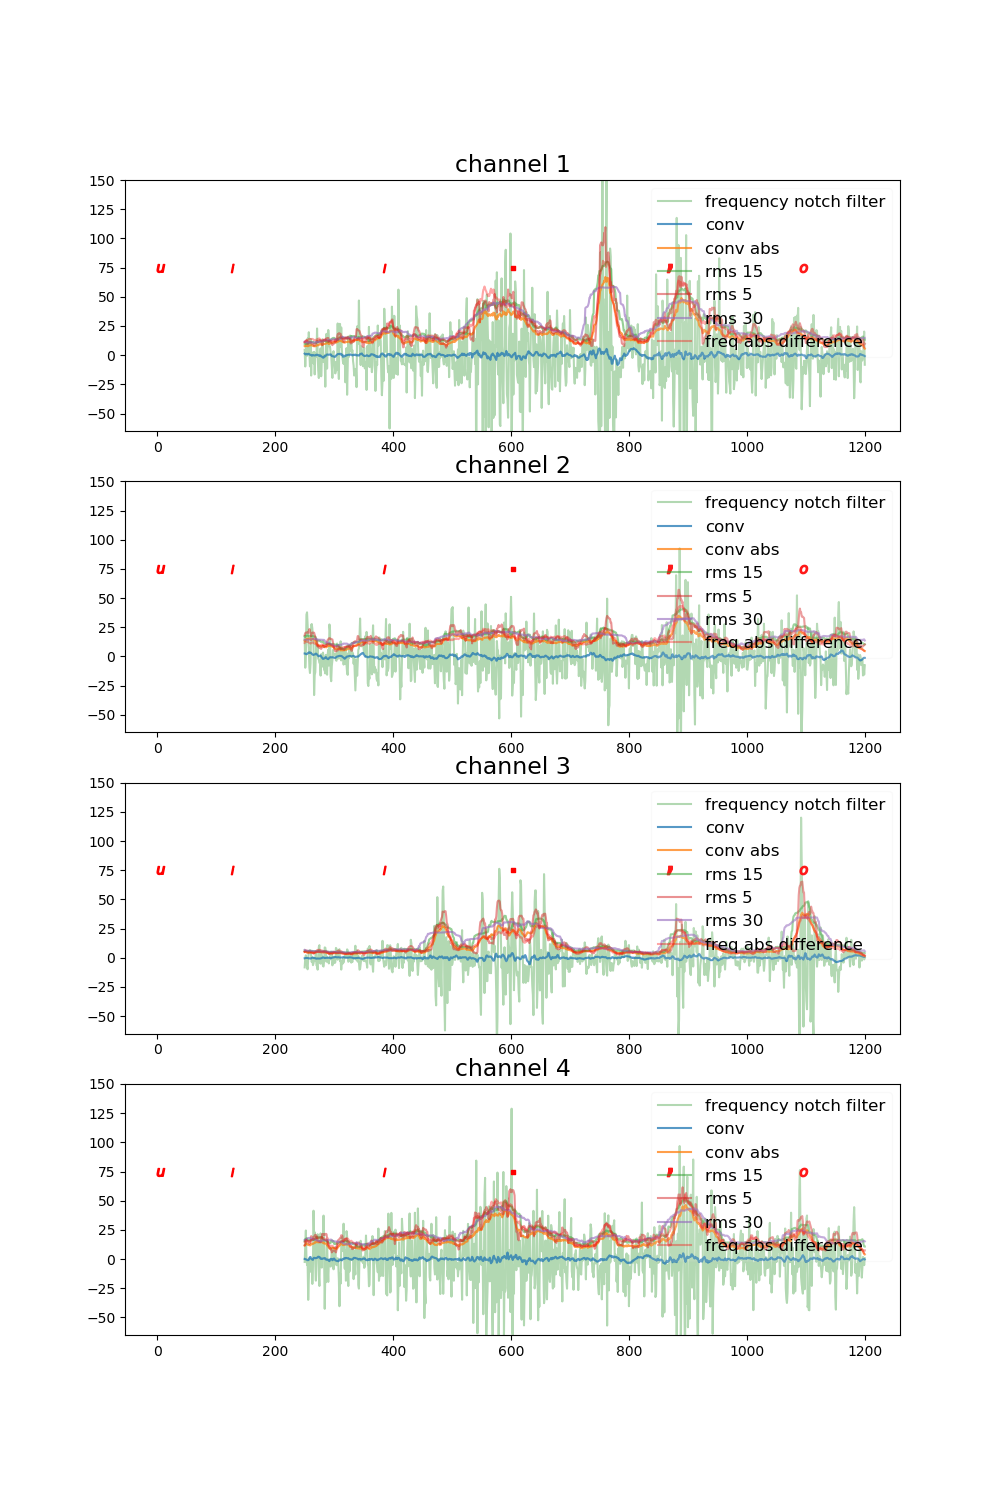 channel 1
150
125
100
75
50
25
0
−25
−50
u ı ı . , o
frequency notch filter
conv
conv abs
rms 15
rms 5
rms 30
freq abs difference
0 200 400 600 800 1000 1200
channel 2
150
125
100
75
50
25
0
−25
−50
u ı ı . , o
frequency notch filter
conv
conv abs
rms 15
rms 5
rms 30
freq abs difference
0 200 400 600 800 1000 1200
channel 3
150
125
100
75
50
25
0
−25
−50
u ı ı . , o
frequency notch filter
conv
conv abs
rms 15
rms 5
rms 30
freq abs difference
0 200 400 600 800 1000 1200
channel 4
150
125
100
75
50
25
0
−25
−50
u ı ı . , o
frequency notch filter
conv
conv abs
rms 15
rms 5
rms 30
freq abs difference
0 200 400 600 800 1000 1200